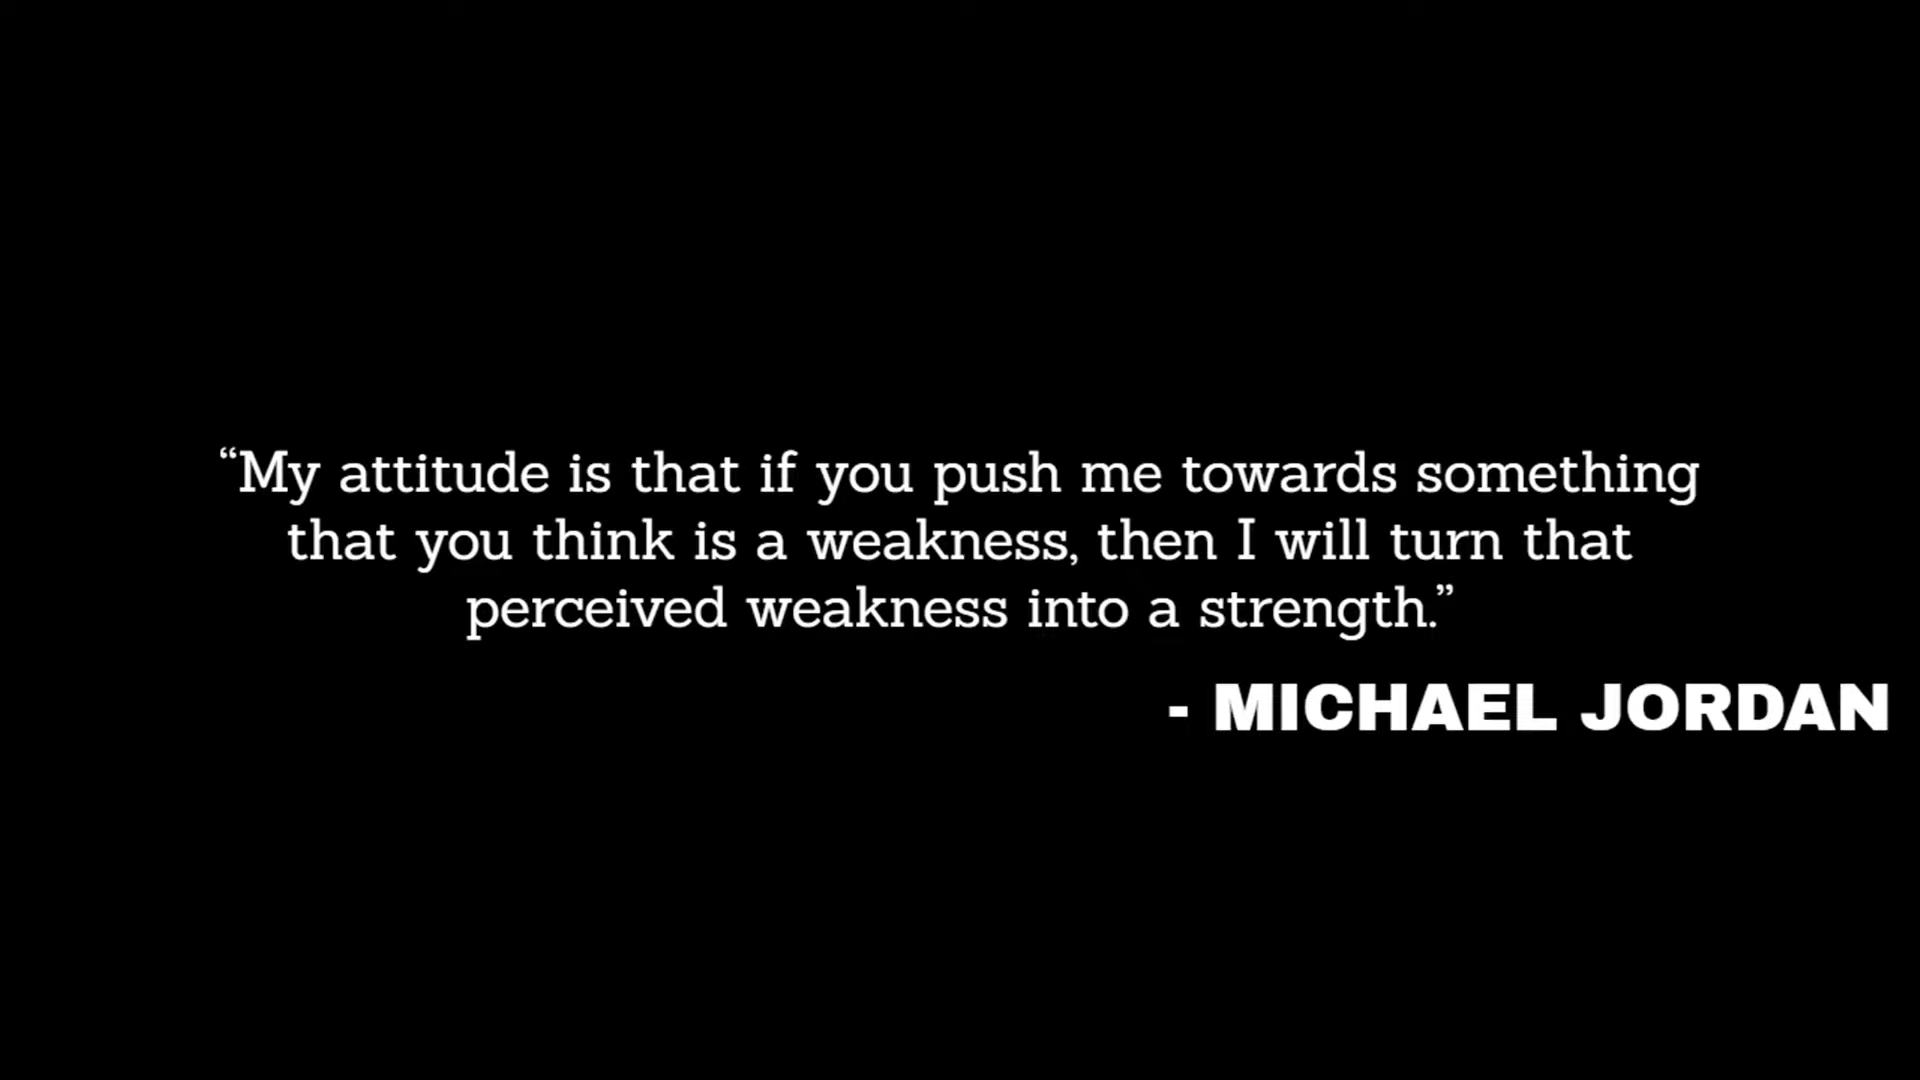 “My attitude is that if you push me towards something
that you think is a weakness, then I will turn that
perceived weakness into a strength.”
- MICHAEL JORDAN